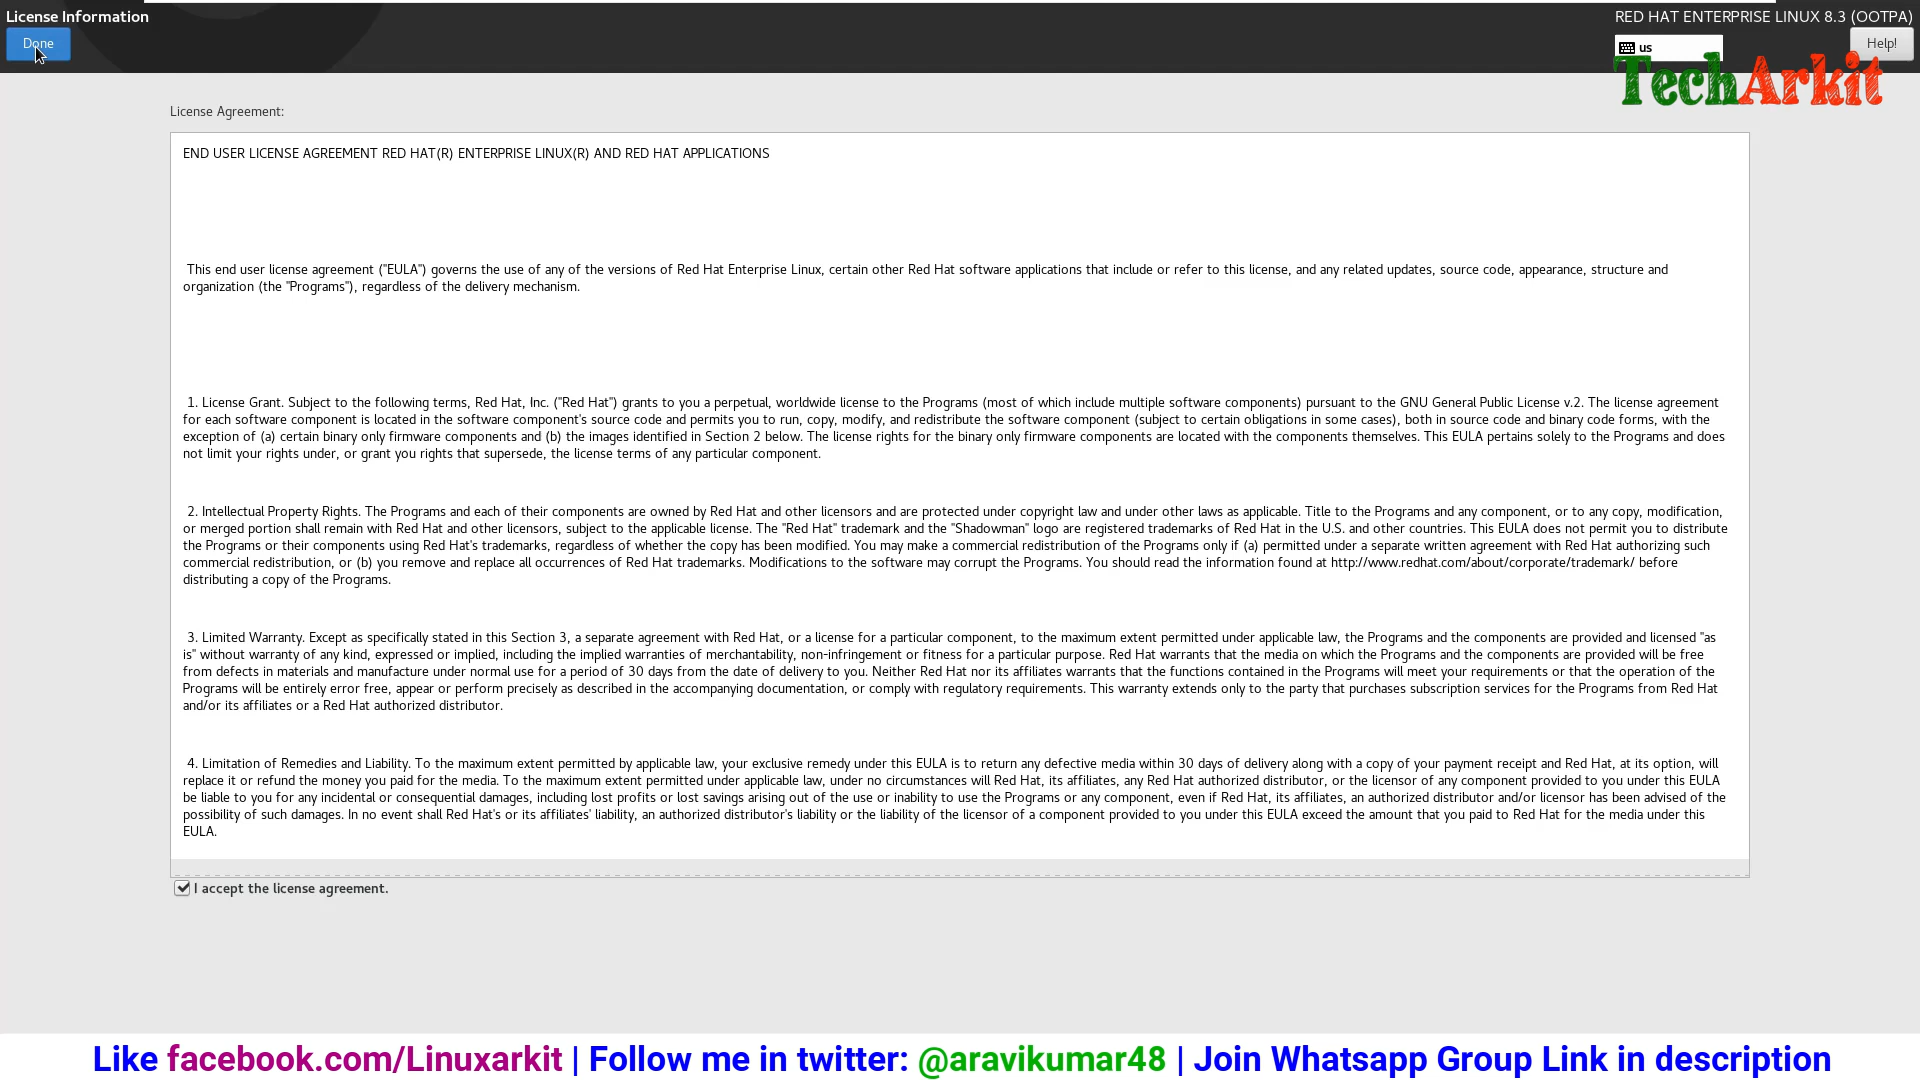 License Information
RED HAT ENTERPRISE LINUX 8.3 (OOTPA)
Done
us
Help!
TechArkit
License Agreement:
END USER LICENSE AGREEMENT RED HAT(R) ENTERPRISE LINUX(R) AND RED HAT APPLICATIONS
This end user license agreement ("EULA") governs the use of any of the versions of Red Hat Enterprise Linux, certain other Red Hat software applications that include or refer to this license, and any related updates, source code, appearance, structure and
organization (the "Programs"), regardless of the delivery mechanism.
1. License Grant. Subject to the following terms, Red Hat, Inc. ("Red Hat") grants to you a perpetual, worldwide license to the Programs (most of which include multiple software components) pursuant to the GNU General Public License v.2. The license agreement
for each software component is located in the software component's source code and permits you to run, copy, modify, and redistribute the software component (subject to certain obligations in some cases), both in source code and binary code forms, with the
exception of (a) certain binary only firmware components and (b) the images identified in Section 2 below. The license rights for the binary only firmware components are located with the components themselves. This EULA pertains solely to the Programs and does
not limit your rights under, or grant you rights that supersede, the license terms of any particular component.
2. Intellectual Property Rights. The Programs and each of their components are owned by Red Hat and other licensors and are protected under copyright law and under other laws as applicable. Title to the Programs and any component, or to any copy, modification,
or merged portion shall remain with Red Hat and other licensors, subject to the applicable license. The "Red Hat" trademark and the "Shadowman" logo are registered trademarks of Red Hat in the U.S. and other countries. This EULA does not permit you to distribute
the Programs or their components using Red Hat's trademarks, regardless of whether the copy has been modified. You may make a commercial redistribution of the Programs only if (a) permitted under a separate written agreement with Red Hat authorizing such
commercial redistribution, or (b) you remove and replace all occurrences of Red Hat trademarks. Modifications to the software may corrupt the Programs. You should read the information found at http://www.redhat.com/about/corporate/trademark/ before
distributing a copy of the Programs.
3. Limited Warranty. Except as specifically stated in this Section 3, a separate agreement with Red Hat, or a license for a particular component, to the maximum extent permitted under applicable law, the Programs and the components are provided and licensed "as
is" without warranty of any kind, expressed or implied, including the implied warranties of merchantability, non-infringement or fitness for a particular purpose. Red Hat warrants that the media on which the Programs and the components are provided will be free
from defects in materials and manufacture under normal use for a period of 30 days from the date of delivery to you. Neither Red Hat nor its affiliates warrants that the functions contained in the Programs will meet your requirements or that the operation of the
Programs will be entirely error free, appear or perform precisely as described in the accompanying documentation, or comply with regulatory requirements. This warranty extends only to the party that purchases subscription services for the Programs from Red Hat
and/or its affiliates or a Red Hat authorized distributor.
4. Limitation of Remedies and Liability. To the maximum extent permitted by applicable law, your exclusive remedy under this EULA is to return any defective media within 30 days of delivery along with a copy of your payment receipt and Red Hat, at its option, will
replace it or refund the money you paid for the media. To the maximum extent permitted under applicable law, under no circumstances will Red Hat, its affiliates, any Red Hat authorized distributor, or the licensor of any component provided to you under this EULA
be liable to you for any incidental or consequential damages, including lost profits or lost savings arising out of the use or inability to use the Programs or any component, even if Red Hat, its affiliates, an authorized distributor and/or licensor has been advised of the
possibility of such damages. In no event shall Red Hat's or its affiliates' liability, an authorized distributor's liability or the liability of the licensor of a component provided to you under this EULA exceed the amount that you paid to Red Hat for the media under this
EULA.
I accept the license agreement.
Like facebook.com/Linuxarkit | Follow me in twitter: @aravikumar48 | Join Whatsapp Group Link in description